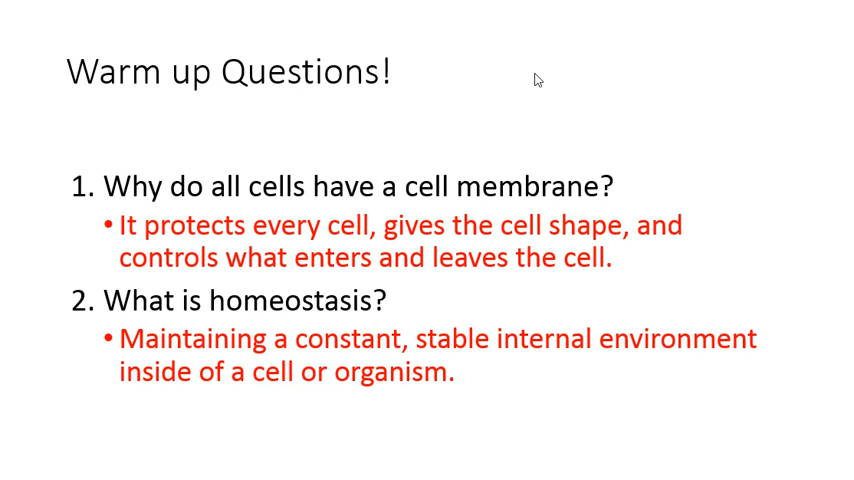 Warm up Questions!
1. Why do all cells have a cell membrane?
• It protects every cell, gives the cell shape, and
controls what enters and leaves the cell.
2. What is homeostasis?
• Maintaining a constant, stable internal environment
inside of a cell or organism.